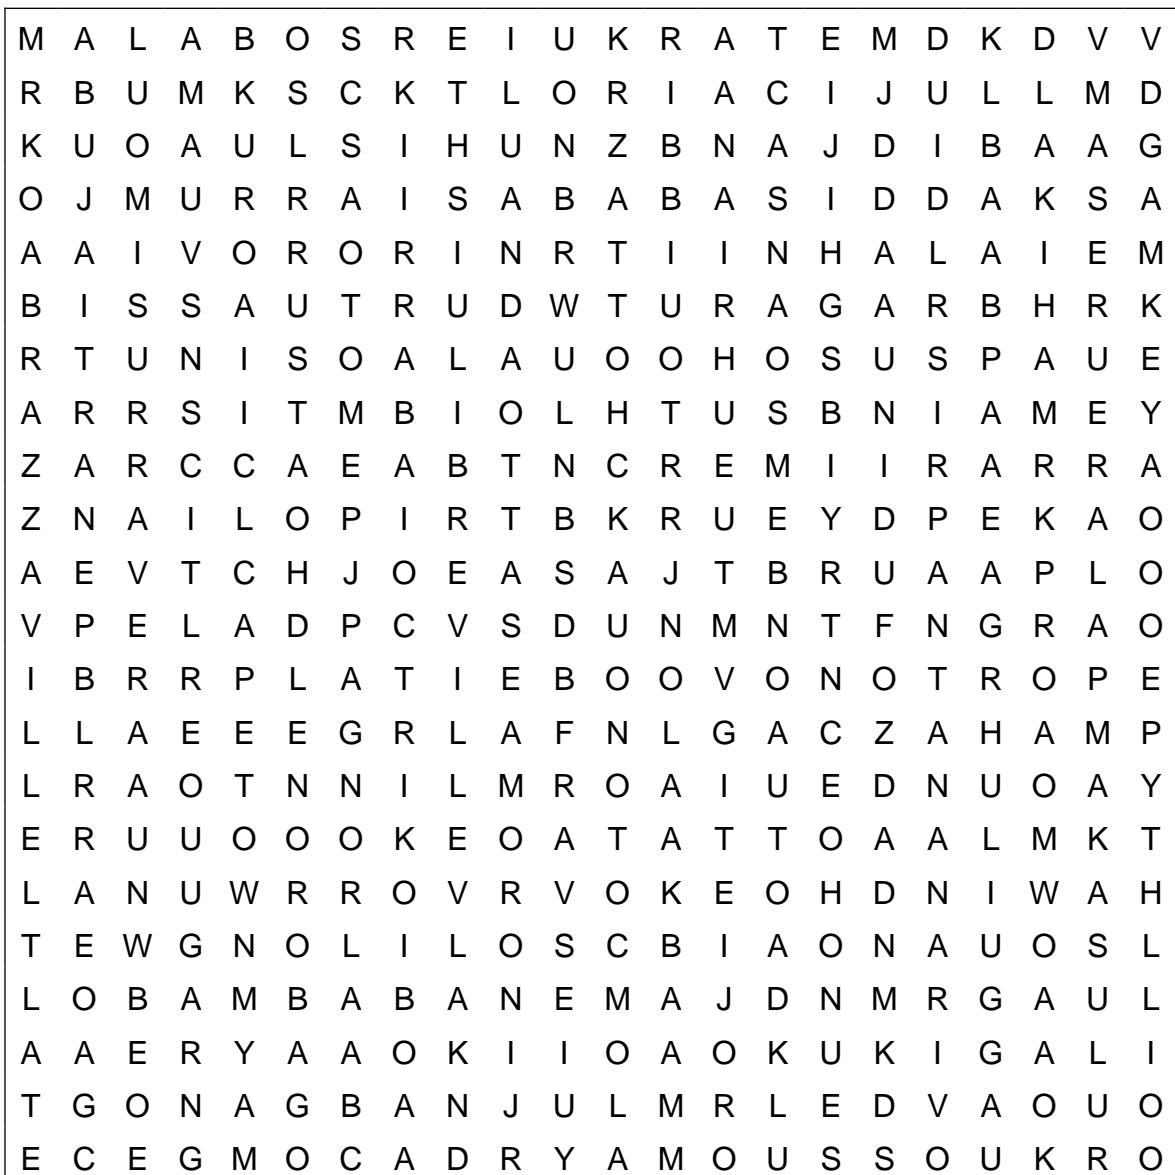 M A L A B O S R E I U K R A T E M D K D V V
R B U M K S C K T L O R I A C I J U L L M D
K U O A U L S I H U N Z B N A J D I B A A G
O J M U R R A I S A B A B A S I D D A K S A
A A I V O R O R I N R T I I N H A L A I E M
B I S S A U T R U D W T U R A G A R B H R K
R T U N I S O A L A U O O H O S U S P A U E
A R R S I T M B I O L H T U S B N I A M E Y
Z A R C C A E A B T N C R E M I I R A R R A
Z N A I L O P I R T B K R U E Y D P E K A O
A E V T C H J O E A S A J T B R U A A P L O
V P E L A D P C V S D U N M N T F N G R A O
I B R R P L A T I E B O O V O N O T R O P E
L L A E E E G R L A F N L G A C Z A H A M P
L R A O T N N I L M R O A I U E D N U O A Y
E R U U O O O K E O A T A T T O A A L M K T
L A N U W R R O V R V O K E O H D N I W A H
T E W G N O L I L O S C B I A O N A U O S L
L O B A M B A B A N E M A J D N M R G A U L
A A E R Y A A O K I I O A O K U K I G A L I
T G O N A G B A N J U L M R L E D V A O U O
E C E G M O C A D R Y A M O U S S O U K R O